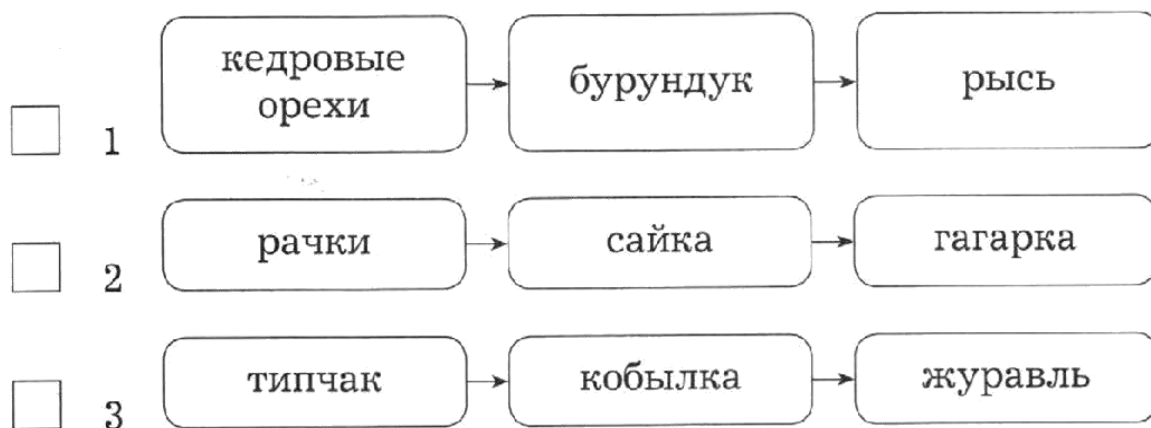 кедровые
орехи
бурундук
рысь
1
рачки
сайка
гагарка
2
типчак
кобылка
журавль
3